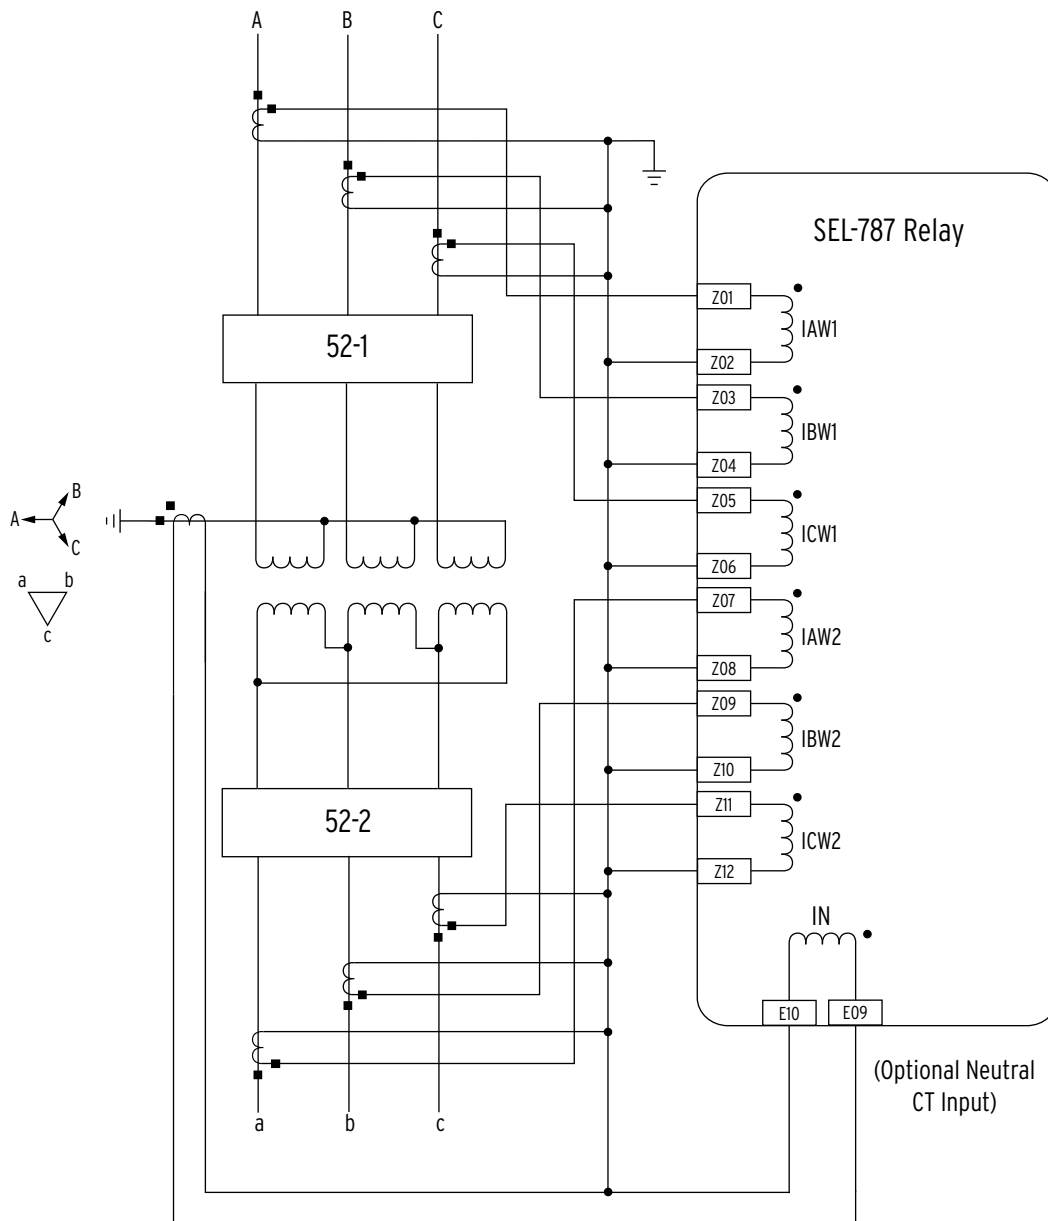 A B C
SEL-787 Relay
Z01
IAW1
Z02
52-1
Z03
IBW1
Z04
Z05
ICW1
Z06
B
A
C
a b
c
Z07
IAW2
Z08
Z09
IBW2
Z10
52-2
Z11
ICW2
Z12
IN
E10 E09
(Optional Neutral
CT Input)
a b c